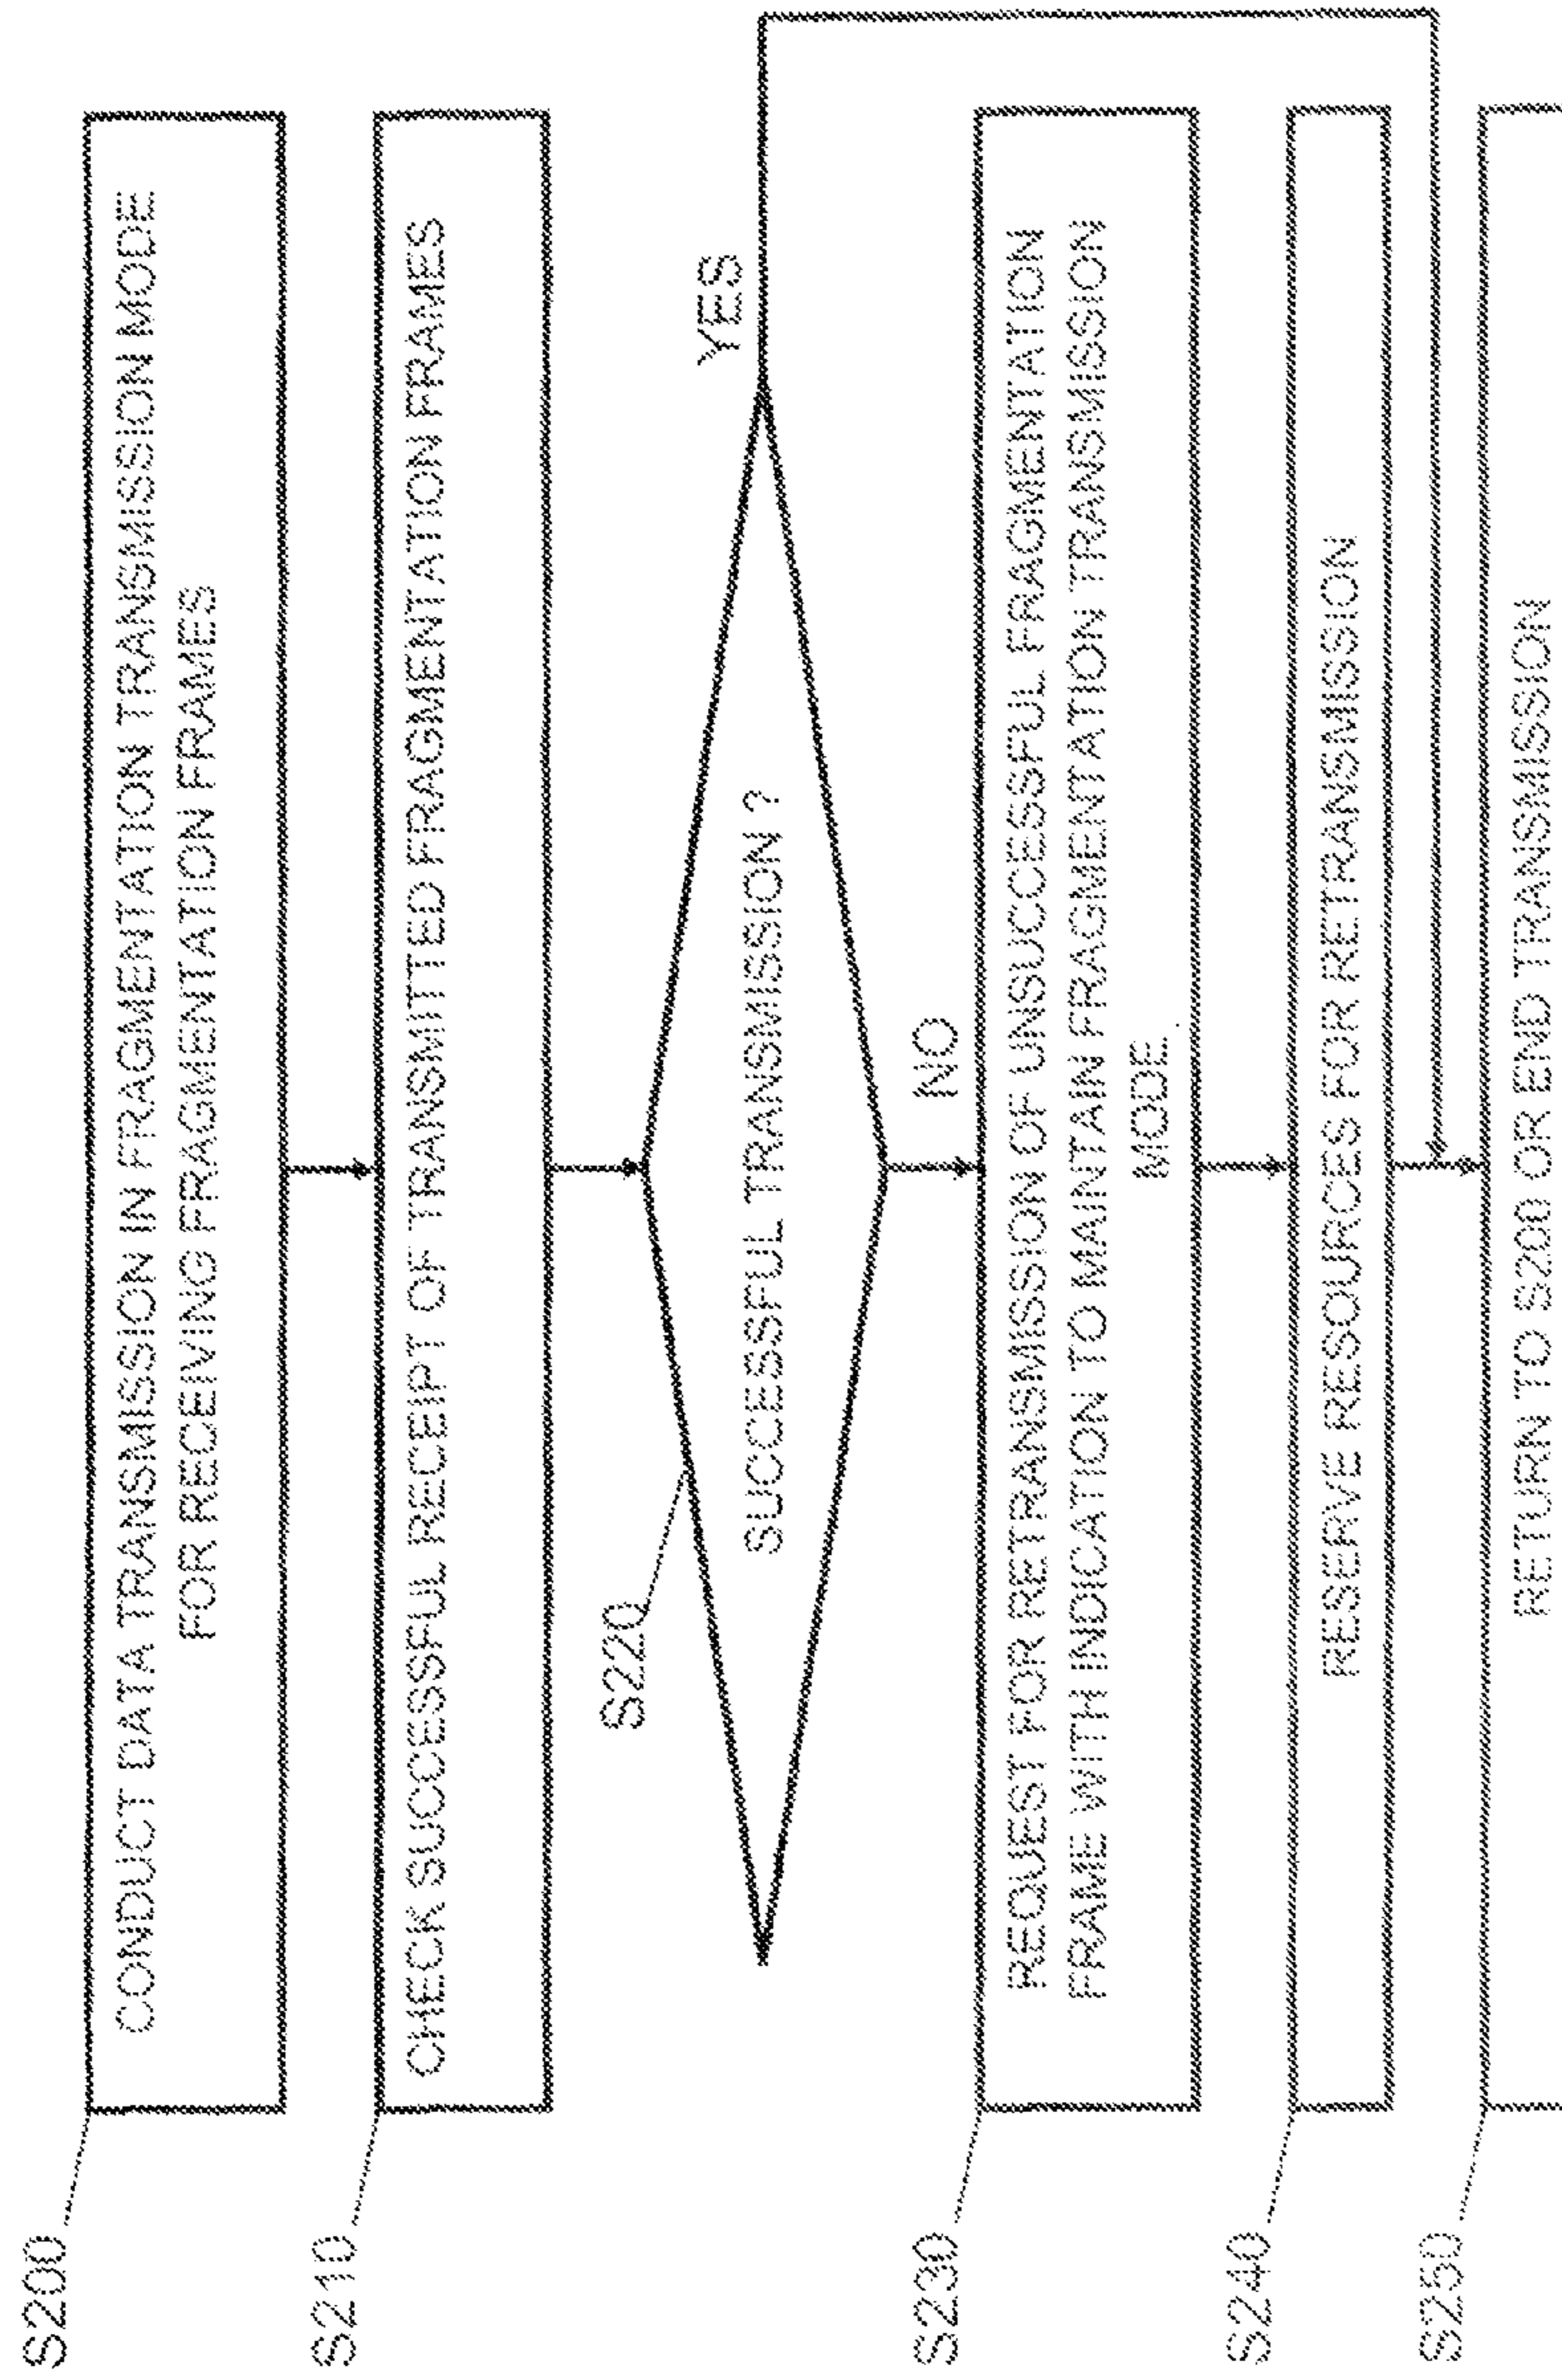 S200
CONDUCT DATA TRANSMISSION IN FRAGMENTATION TRANSMISSION MODE
FOR RECEIVING FRAGMENTATION FRAMES
S210
CHECK SUCCESSFUL RECEIPT OF TRANSMITTED FRAGMENTATION FRAMES
S220
SUCCESSFUL TRANSMISSION ?
YES
NO
S230
REQUEST FOR RETRANSMISSION OF UNSUCCESSFUL FRAGMENTATION
FRAME WITH INDICATION TO MAINTAIN FRAGMENTATION TRANSMISSION
MODE.
S240
RESERVE RESOURCES FOR RETRANSMISSION
S250
RETURN TO S200 OR END TRANSMISSION